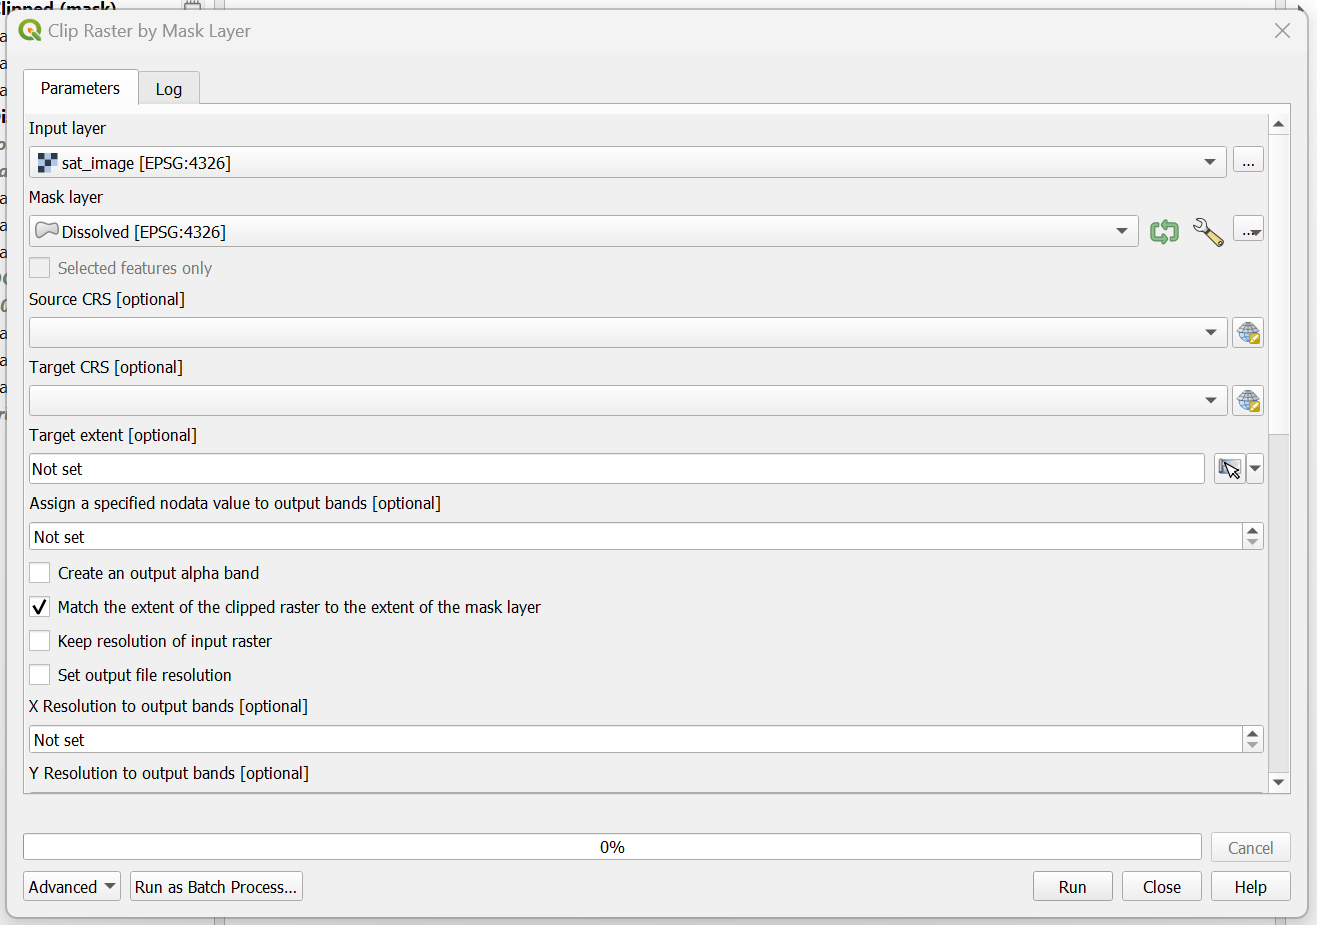 Clipped (mask)
Clip Raster by Mask Layer
Parameters
Log
Input layer
sat_image [EPSG:4326]
...
Mask layer
Dissolved [EPSG:4326]
...
Selected features only
Source CRS [optional]
Target CRS [optional]
Target extent [optional]
Not set
Assign a specified nodata value to output bands [optional]
Not set
Create an output alpha band
Match the extent of the clipped raster to the extent of the mask layer
Keep resolution of input raster
Set output file resolution
X Resolution to output bands [optional]
Not set
Y Resolution to output bands [optional]
0%
Cancel
Advanced
Run as Batch Process...
Run
Close
Help